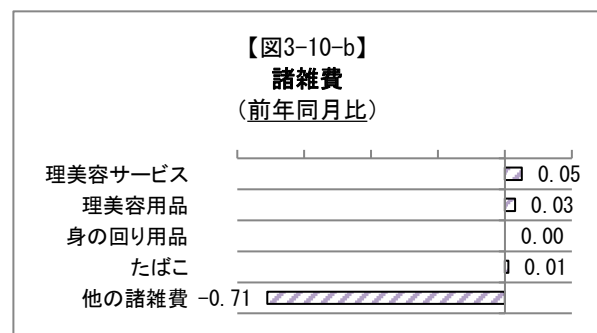 【図3-10-b】
諸雑費
(前年同月比)
理美容サービス 0.05
理美容用品 0.03
身の回り用品 0.00
たばこ 0.01
他の諸雑費 -0.71